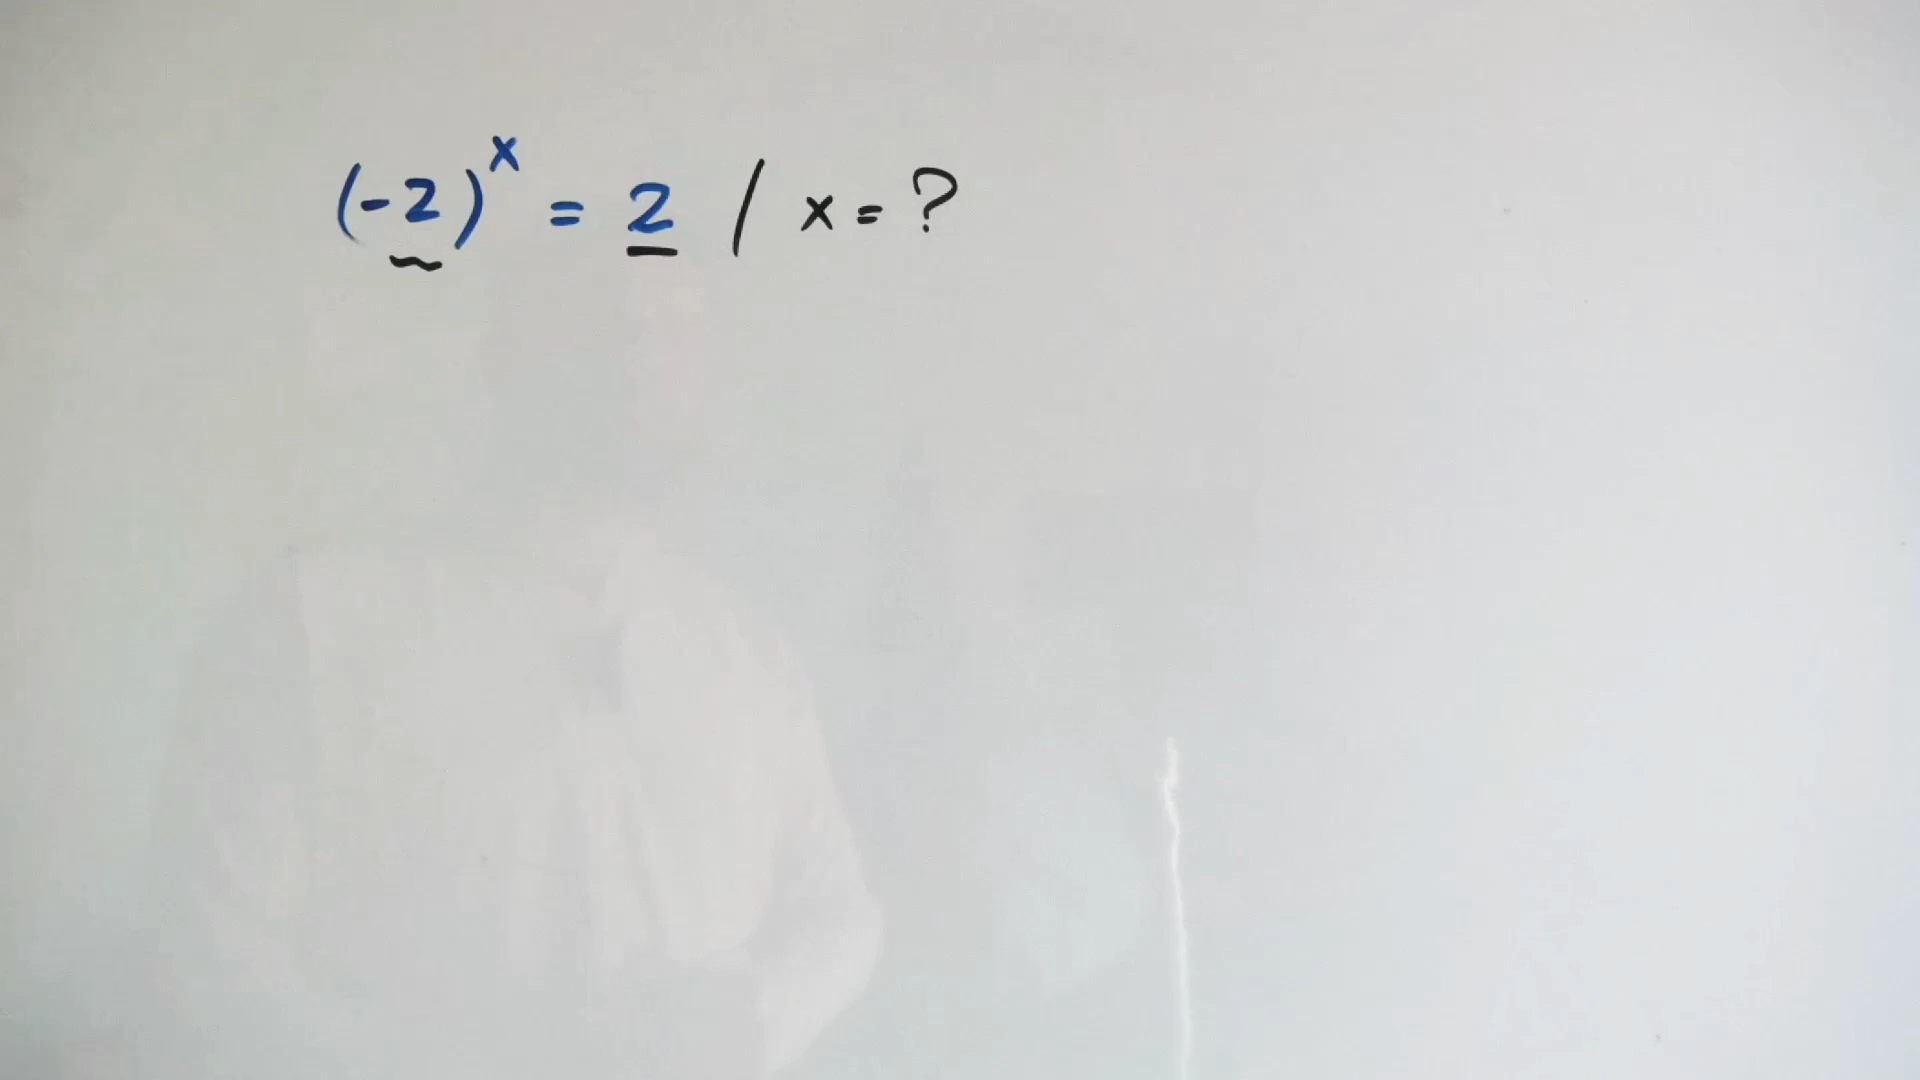 (-2)^x = 2 / x = ?